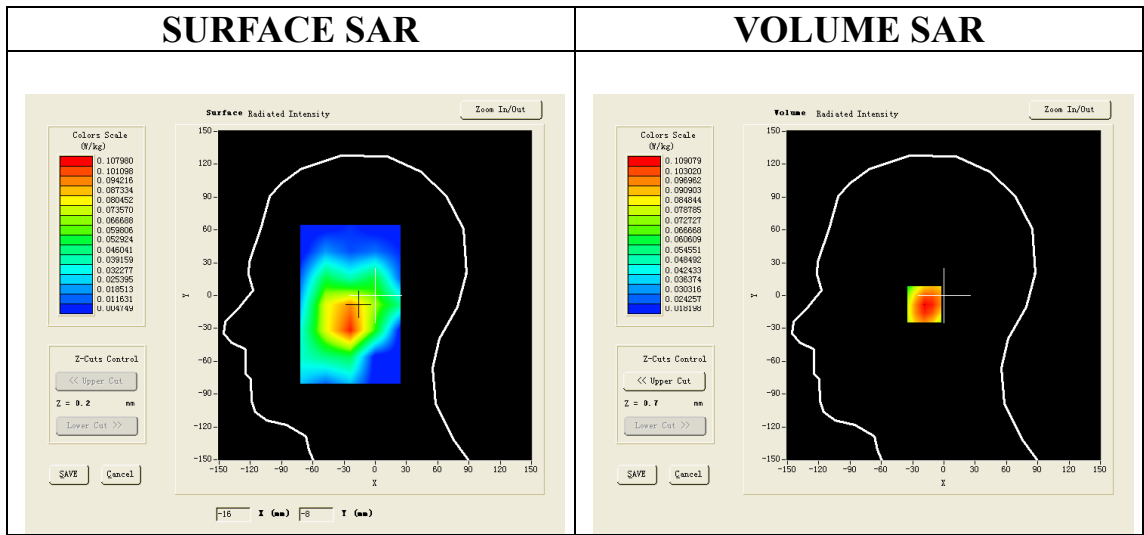 SURFACE SAR
VOLUME SAR
Surface Radiated Intensity
Zoom In/Out
Colors Scale
(W/kg)
0.107980
0.101098
0.094216
0.087334
0.080452
0.073570
0.066688
0.059806
0.052924
0.046041
0.039159
0.032277
0.025395
0.018513
0.011631
0.004749
150
120
90
60
30
0
-30
-60
-90
-120
-150
Y
-150 -120 -90 -60 -30 0 30 60 90 120 150
X
Z-Cuts Control
<< Upper Cut
Z = 0.2 mm
Lower Cut >>
SAVE Cancel
-16 X (mm) -8 Y (mm)
Volume Radiated Intensity
Zoom In/Out
Colors Scale
(W/kg)
0.109079
0.103020
0.096962
0.090903
0.084844
0.078785
0.072727
0.066668
0.060609
0.054551
0.048492
0.042433
0.036374
0.030316
0.024257
0.018198
150
120
90
60
30
0
-30
-60
-90
-120
-150
Y
-150 -120 -90 -60 -30 0 30 60 90 120 150
X
Z-Cuts Control
<< Upper Cut
Z = 0.7 mm
Lower Cut >>
SAVE Cancel